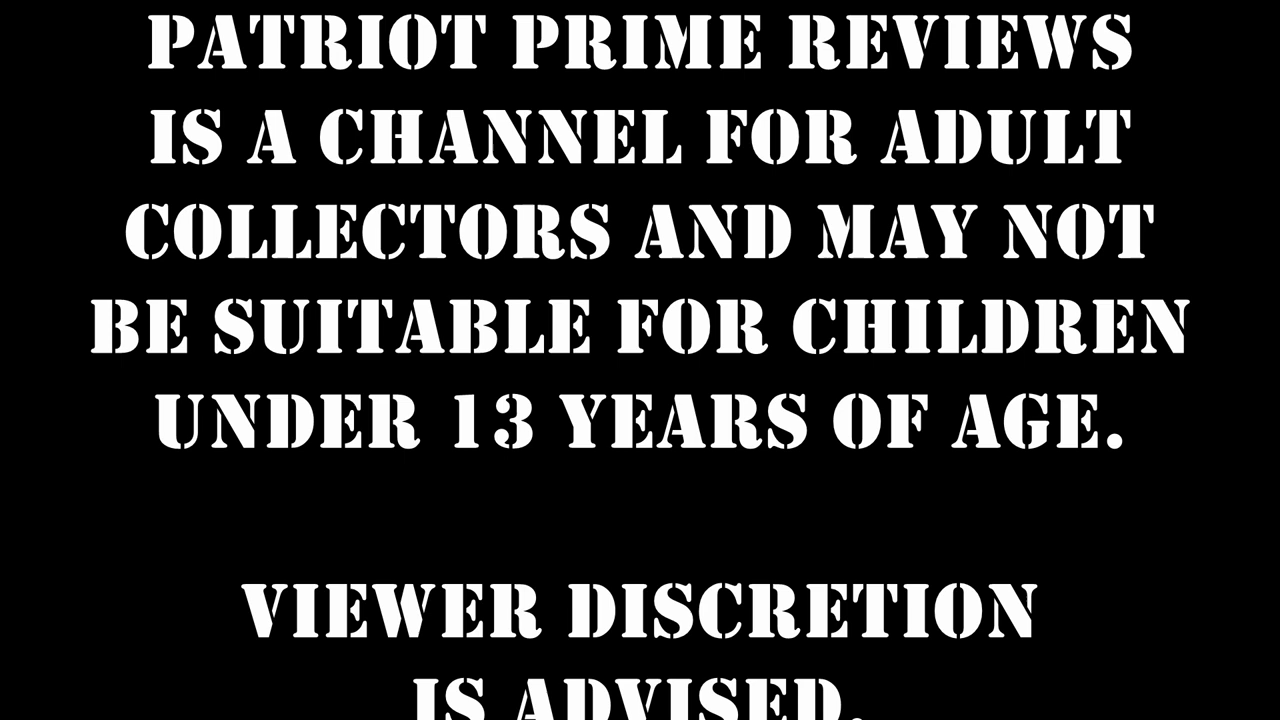 PATRIOT PRIME REVIEWS
IS A CHANNEL FOR ADULT
COLLECTORS AND MAY NOT
BE SUITABLE FOR CHILDREN
UNDER 13 YEARS OF AGE.
VIEWER DISCRETION
IS ADVISED.